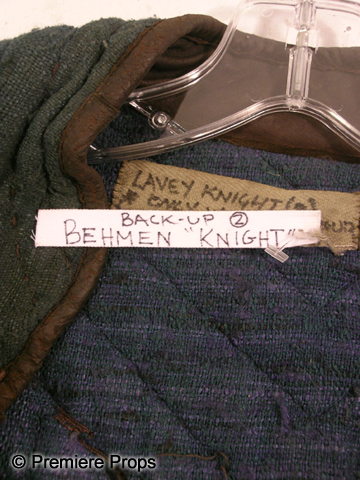 LAVEY KNIGHT
BACK-UP ②
BEHMEN "KNIGHT"
© Premiere Props